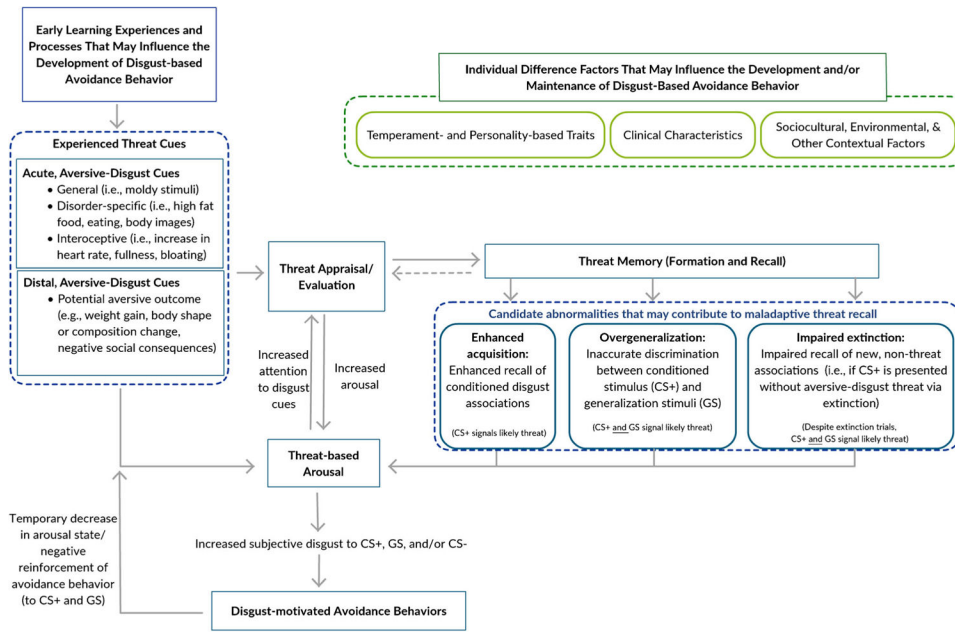 Early Learning Experiences and
Processes That May Influence the
Development of Disgust-based
Avoidance Behavior
Individual Difference Factors That May Influence the Development and/or
Maintenance of Disgust-Based Avoidance Behavior
Temperament- and Personality-based Traits
Clinical Characteristics
Sociocultural, Environmental, &
Other Contextual Factors
Experienced Threat Cues
Acute, Aversive-Disgust Cues
• General (i.e., moldy stimuli)
• Disorder-specific (i.e., high fat
food, eating, body images)
• Interoceptive (i.e., increase in
heart rate, fullness, bloating)
Distal, Aversive-Disgust Cues
• Potential aversive outcome
(e.g., weight gain, body shape
or composition change,
negative social consequences)
Threat Appraisal/
Evaluation
Threat Memory (Formation and Recall)
Candidate abnormalities that may contribute to maladaptive threat recall
Enhanced
acquisition:
Enhanced recall of
conditioned disgust
associations
(CS+ signals likely threat)
Overgeneralization:
Inaccurate discrimination
between conditioned
stimulus (CS+) and
generalization stimuli (GS)
(CS+ and GS signal likely threat)
Impaired extinction:
Impaired recall of new, non-threat
associations (i.e., if CS+ is presented
without aversive-disgust threat via
extinction)
(Despite extinction trials,
CS+ and GS signal likely threat)
Increased
attention
to disgust
cues
Increased
arousal
Threat-based
Arousal
Temporary decrease
in arousal state/
negative
reinforcement of
avoidance behavior
(to CS+ and GS)
Increased subjective disgust to CS+, GS, and/or CS-
Disgust-motivated Avoidance Behaviors